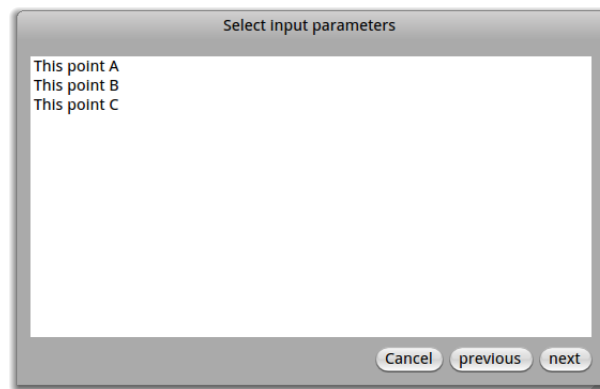 Select input parameters
This point A
This point B
This point C
Cancel previous next